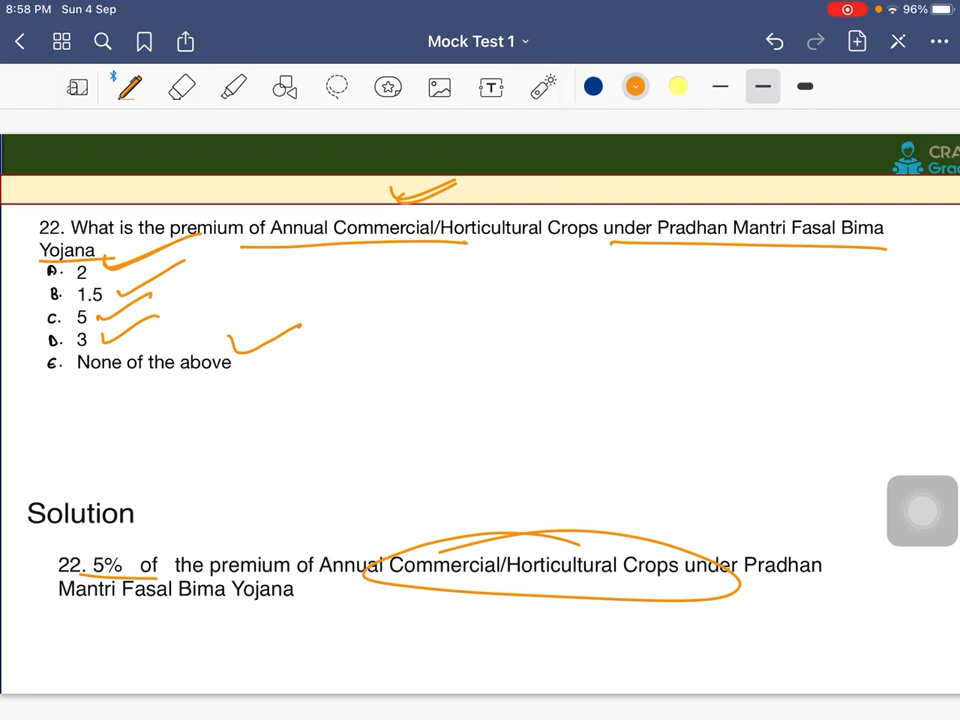 8:58 PM Sun 4 Sep 96%
Mock Test 1
T
CRA
Grac
22. What is the premium of Annual Commercial/Horticultural Crops under Pradhan Mantri Fasal Bima
Yojana
A. 2
B. 1.5
C. 5
D. 3
E. None of the above
Solution
22. 5% of the premium of Annual Commercial/Horticultural Crops under Pradhan
Mantri Fasal Bima Yojana